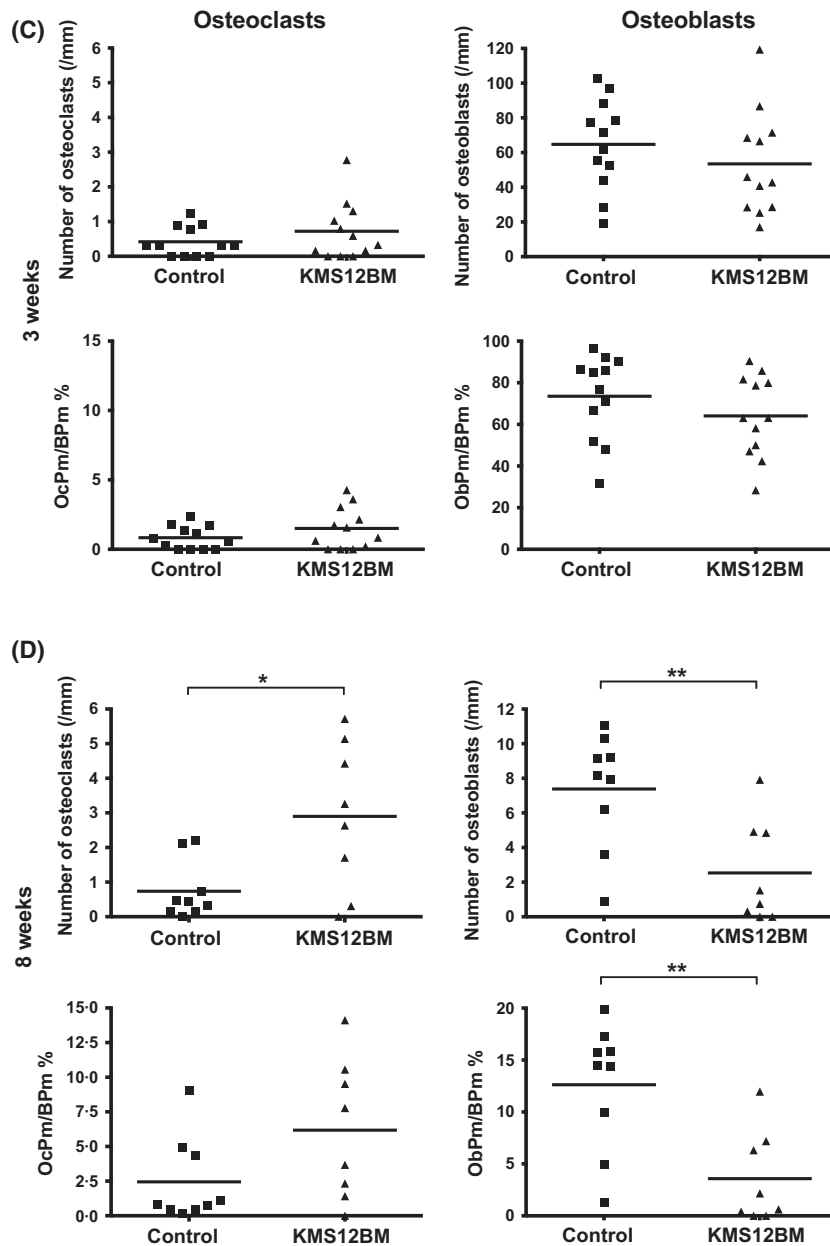 (C)
Osteoclasts
Osteoblasts
3 weeks
Number of osteoclasts (/mm)
6
5
4
3
2
1
0
Control
KMS12BM
Number of osteoblasts (/mm)
120
100
80
60
40
20
0
Control
KMS12BM
OcPm/BPm %
15
10
5
0
Control
KMS12BM
ObPm/BPm %
100
80
60
40
20
0
Control
KMS12BM
(D)
8 weeks
*
Number of osteoclasts (/mm)
6
5
4
3
2
1
0
Control
KMS12BM
**
Number of osteoblasts (/mm)
12
10
8
6
4
2
0
Control
KMS12BM
OcPm/BPm %
15·0
12·5
10·0
7·5
5·0
2·5
0·0
Control
KMS12BM
**
ObPm/BPm %
20
15
10
5
0
Control
KMS12BM